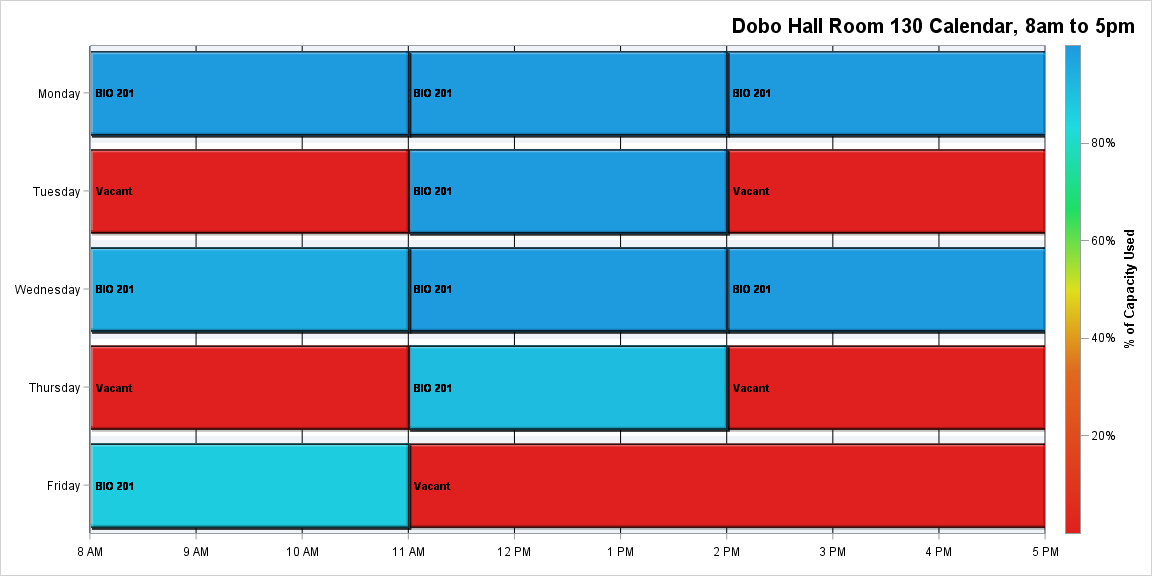 Dobo Hall Room 130 Calendar, 8am to 5pm
Monday
BIO 201
BIO 201
BIO 201
Tuesday
Vacant
BIO 201
Vacant
Wednesday
BIO 201
BIO 201
BIO 201
Thursday
Vacant
BIO 201
Vacant
Friday
BIO 201
Vacant
8 AM
9 AM
10 AM
11 AM
12 PM
1 PM
2 PM
3 PM
4 PM
5 PM
80%
60%
40%
20%
% of Capacity Used